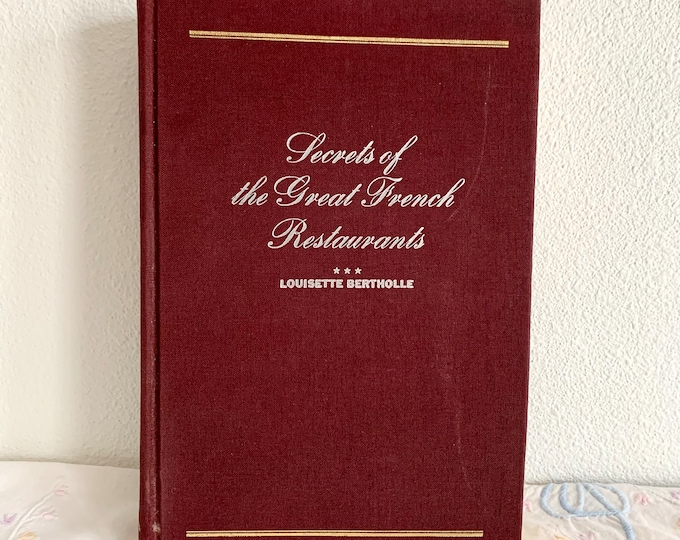 Secrets of
the Great French
Restaurants
★★★
LOUISETTE BERTHOLLE